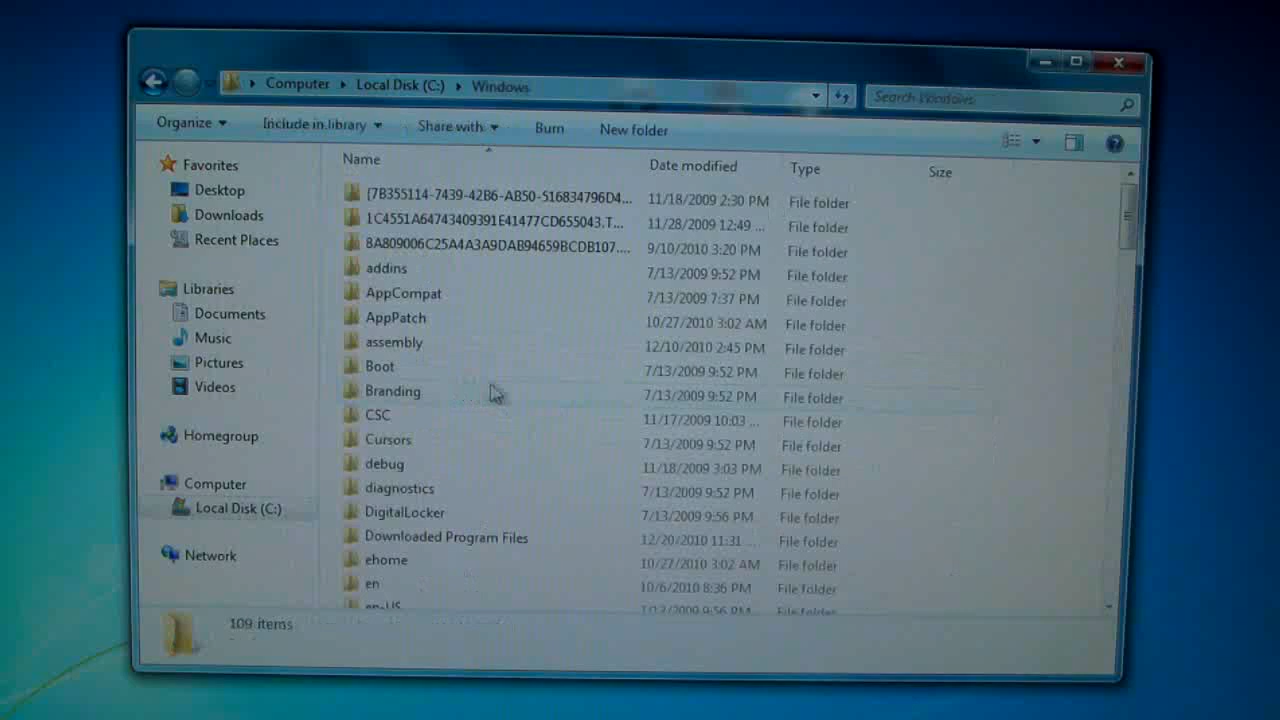 Computer Local Disk (C:) Windows Search Windows
Organize Include in library Share with Burn New folder
Favorites
Desktop
Downloads
Recent Places
Libraries
Documents
Music
Pictures
Videos
Homegroup
Computer
Local Disk (C:)
Network
Name Date modified Type Size
{7B355114-7439-42B6-AB50-516834796D4... 11/18/2009 2:30 PM File folder
1C4551A64743409391E41477CD655043.T... 11/28/2009 12:49 ... File folder
8A809006C25A4A3A9DAB94659BCDB107.... 9/10/2010 3:20 PM File folder
addins 7/13/2009 9:52 PM File folder
AppCompat 7/13/2009 7:37 PM File folder
AppPatch 10/27/2010 3:02 AM File folder
assembly 12/10/2010 2:45 PM File folder
Boot 7/13/2009 9:52 PM File folder
Branding 7/13/2009 9:52 PM File folder
CSC 11/17/2009 10:03 ... File folder
Cursors 7/13/2009 9:52 PM File folder
debug 11/18/2009 3:03 PM File folder
diagnostics 7/13/2009 9:52 PM File folder
DigitalLocker 7/13/2009 9:56 PM File folder
Downloaded Program Files 12/20/2010 11:31 ... File folder
ehome 10/27/2010 3:02 AM File folder
en 10/6/2010 8:36 PM File folder
en-US 9:56 PM File folder
109 items